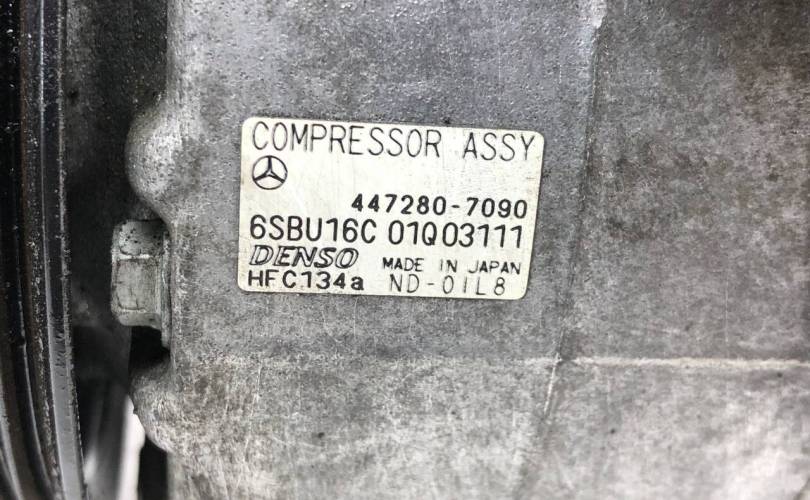 COMPRESSOR ASSY
447280-7090
6SBU16C 01Q03111
DENSO MADE IN JAPAN
HFC134a ND-OIL8